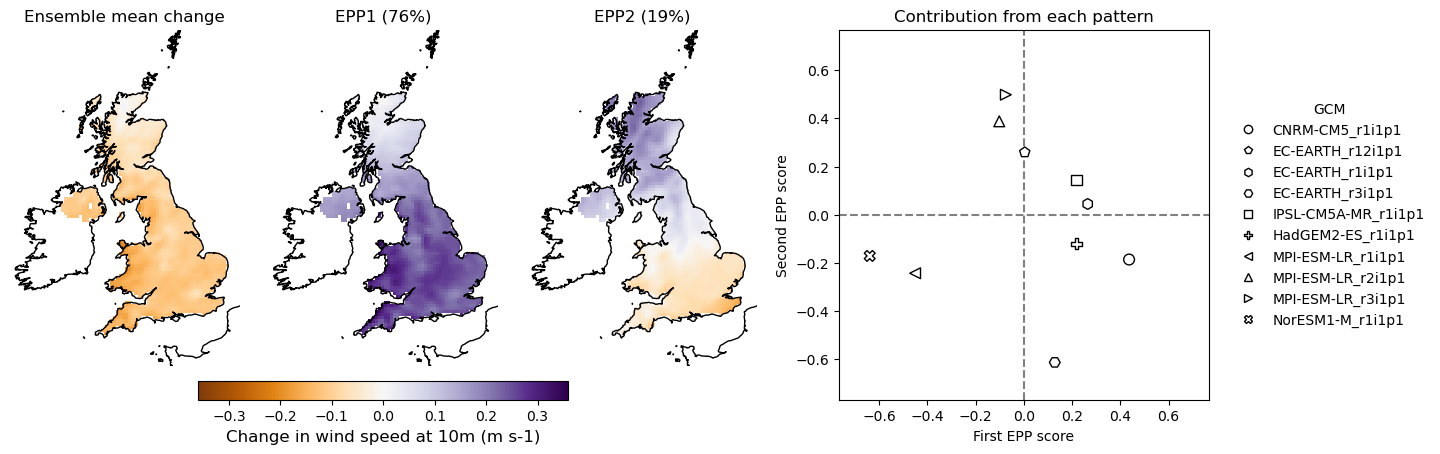 Ensemble mean change
EPP1 (76%)
EPP2 (19%)
Contribution from each pattern
−0.3 −0.2 −0.1 0.0 0.1 0.2 0.3
Change in wind speed at 10m (m s-1)
Second EPP score
0.6
0.4
0.2
0.0
−0.2
−0.4
−0.6
−0.6 −0.4 −0.2 0.0 0.2 0.4 0.6
First EPP score
GCM
CNRM-CM5_r1i1p1
EC-EARTH_r12i1p1
EC-EARTH_r1i1p1
EC-EARTH_r3i1p1
IPSL-CM5A-MR_r1i1p1
HadGEM2-ES_r1i1p1
MPI-ESM-LR_r1i1p1
MPI-ESM-LR_r2i1p1
MPI-ESM-LR_r3i1p1
NorESM1-M_r1i1p1